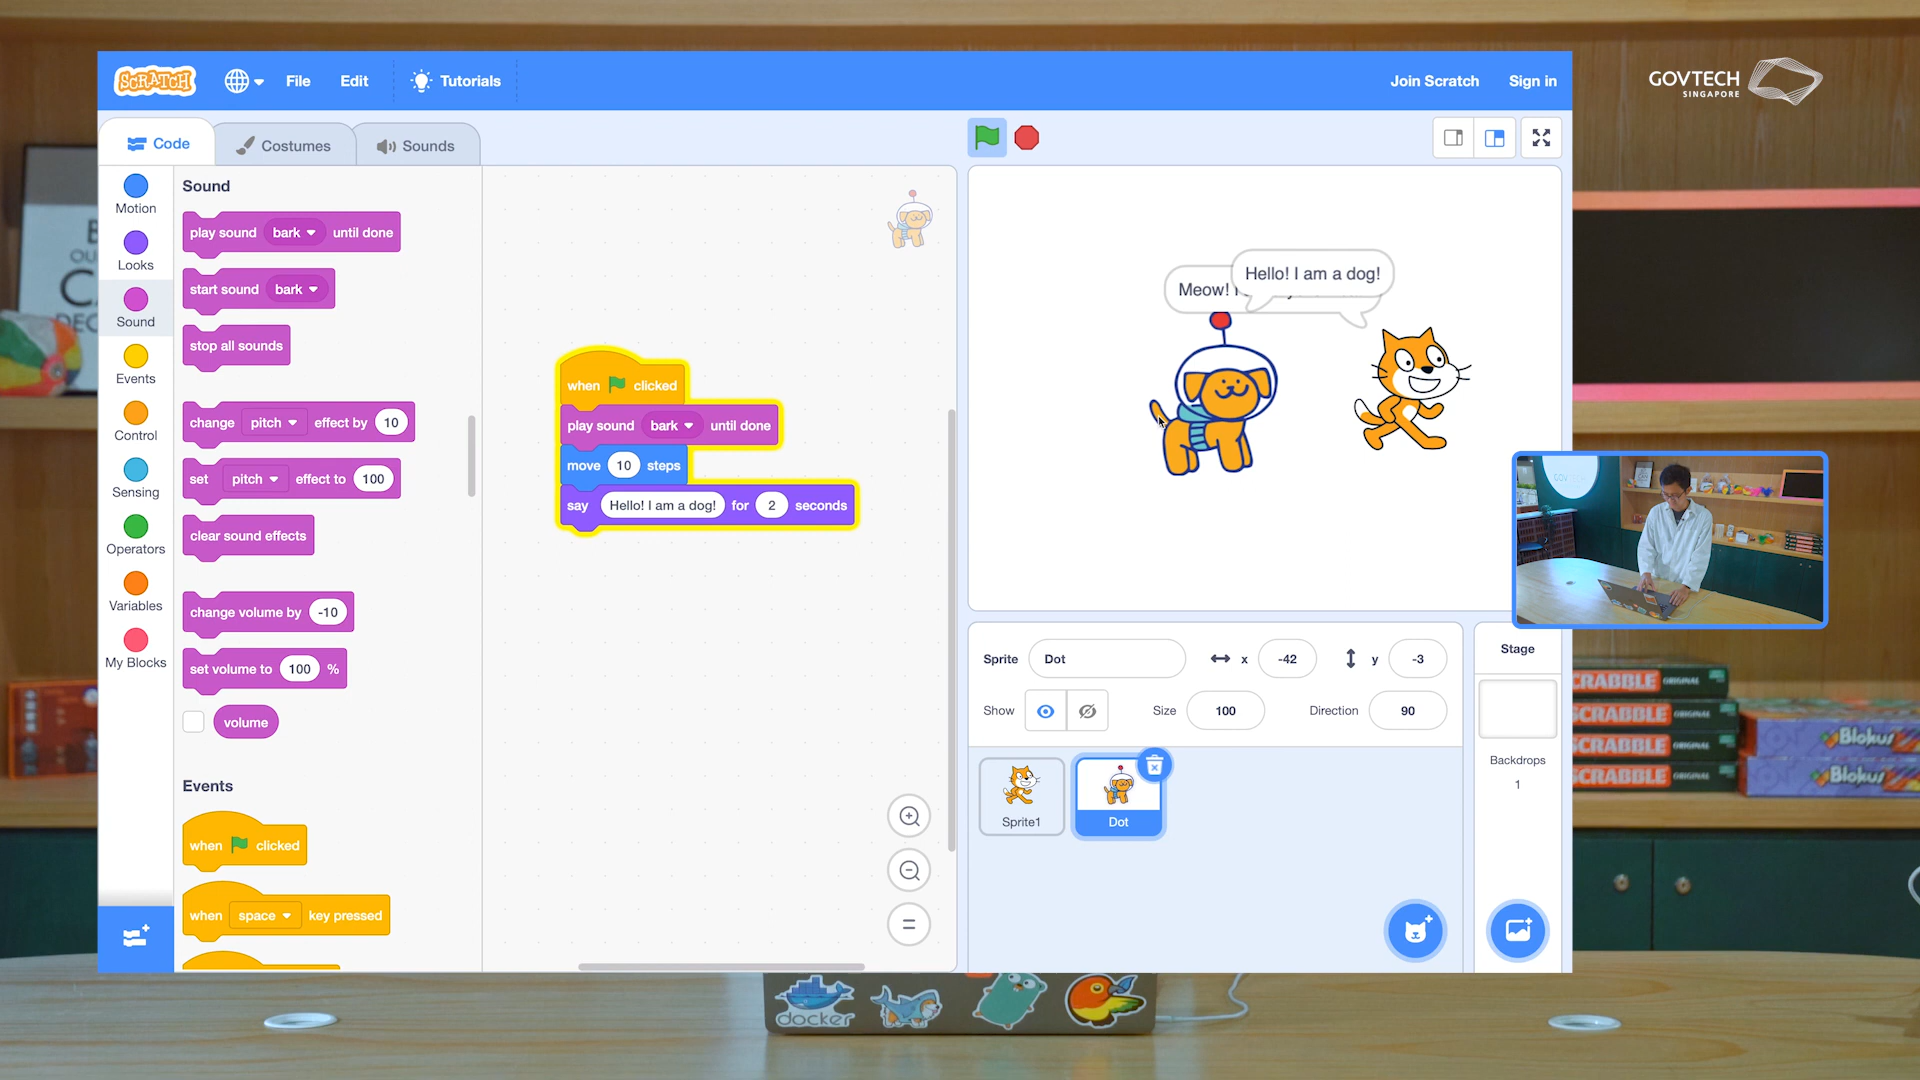 SCRATCH
File
Edit
Tutorials
Join Scratch
Sign in
GOVTECH
SINGAPORE
Code
Costumes
Sounds
Motion
Looks
Sound
Events
Control
Sensing
Operators
Variables
My Blocks
Sound
play sound bark until done
start sound bark
stop all sounds
change pitch effect by 10
set pitch effect to 100
clear sound effects
change volume by -10
set volume to 100 %
volume
Events
when clicked
when space key pressed
when clicked
play sound bark until done
move 10 steps
say Hello! I am a dog! for 2 seconds
Hello! I am a dog!
Meow!
Sprite
Dot
x
-42
y
-3
Show
Size
100
Direction
90
Sprite1
Dot
Stage
Backdrops
1
SCRABBLE ORIGINAL
SCRABBLE ORIGINAL
SCRABBLE ORIGINAL
SCRABBLE ORIGINAL
Blokus
Blokus
docker